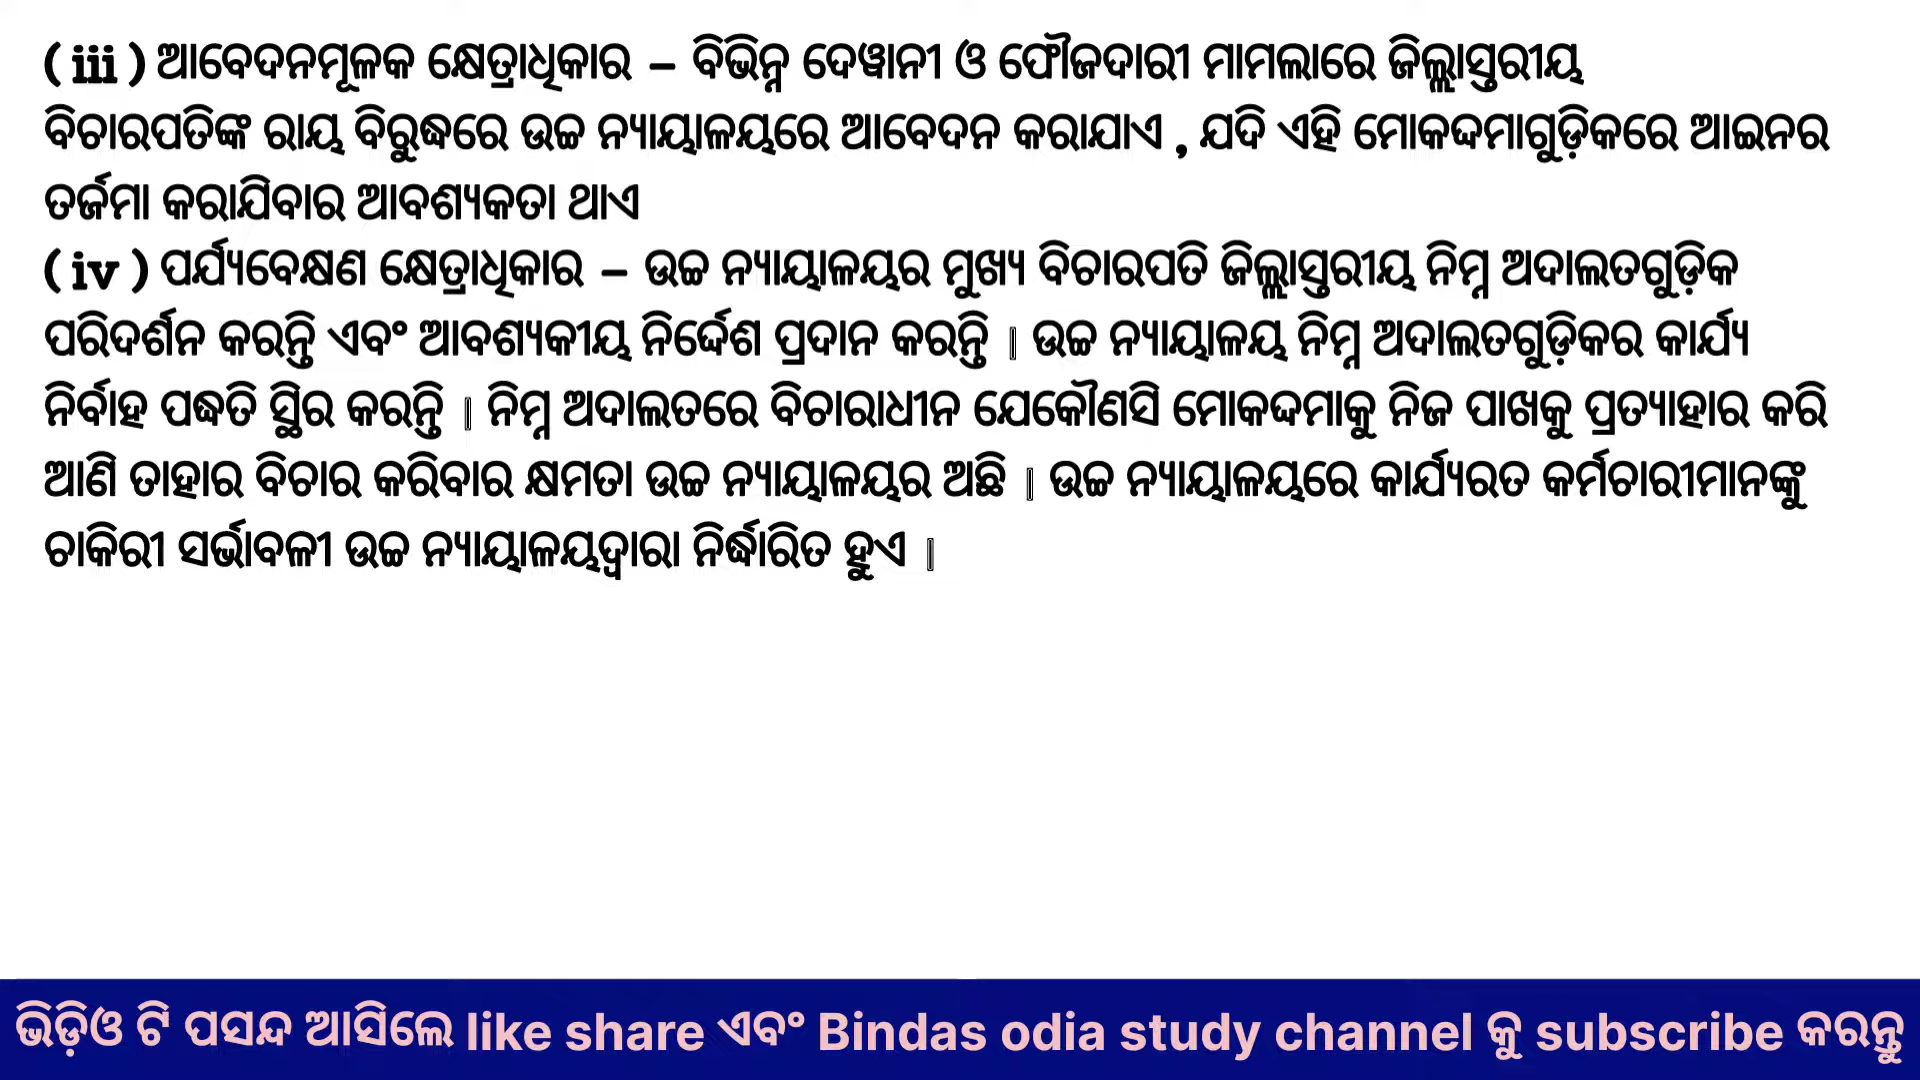 ( iii ) ଆବେଦନମୂଳକ କ୍ଷେତ୍ରାଧିକାର – ବିଭିନ୍ନ ଦେୱାନୀ ଓ ଫୌଜଦାରୀ ମାମଲାରେ ଜିଲ୍ଲାସ୍ତରୀୟ
ବିଚାରପତିଙ୍କ ରାୟ ବିରୁଦ୍ଧରେ ଉଚ୍ଚ ନ୍ୟାୟାଳୟରେ ଆବେଦନ କରାଯାଏ , ଯଦି ଏହି ମୋକଦ୍ଦମାଗୁଡ଼ିକରେ ଆଇନର
ତର୍ଜମା କରାଯିବାର ଆବଶ୍ୟକତା ଥାଏ
( iv ) ପର୍ଯ୍ୟବେକ୍ଷଣ କ୍ଷେତ୍ରାଧିକାର – ଉଚ୍ଚ ନ୍ୟାୟାଳୟର ମୁଖ୍ୟ ବିଚାରପତି ଜିଲ୍ଲାସ୍ତରୀୟ ନିମ୍ନ ଅଦାଲତଗୁଡ଼ିକ
ପରିଦର୍ଶନ କରନ୍ତି ଏବଂ ଆବଶ୍ୟକୀୟ ନିର୍ଦ୍ଦେଶ ପ୍ରଦାନ କରନ୍ତି । ଉଚ୍ଚ ନ୍ୟାୟାଳୟ ନିମ୍ନ ଅଦାଲତଗୁଡ଼ିକର କାର୍ଯ୍ୟ
ନିର୍ବାହ ପଦ୍ଧତି ସ୍ଥିର କରନ୍ତି । ନିମ୍ନ ଅଦାଲତରେ ବିଚାରାଧୀନ ଯେକୌଣସି ମୋକଦ୍ଦମାକୁ ନିଜ ପାଖକୁ ପ୍ରତ୍ୟାହାର କରି
ଆଣି ତାହାର ବିଚାର କରିବାର କ୍ଷମତା ଉଚ୍ଚ ନ୍ୟାୟାଳୟର ଅଛି । ଉଚ୍ଚ ନ୍ୟାୟାଳୟରେ କାର୍ଯ୍ୟରତ କର୍ମଚାରୀମାନଙ୍କୁ
ଚାକିରୀ ସର୍ଭାବଳୀ ଉଚ୍ଚ ନ୍ୟାୟାଳୟଦ୍ଵାରା ନିର୍ଦ୍ଧାରିତ ହୁଏ ।
ଭିଡ଼ିଓ ଟି ପସନ୍ଦ ଆସିଲେ like share ଏବଂ Bindas odia study channel କୁ subscribe କରନ୍ତୁ